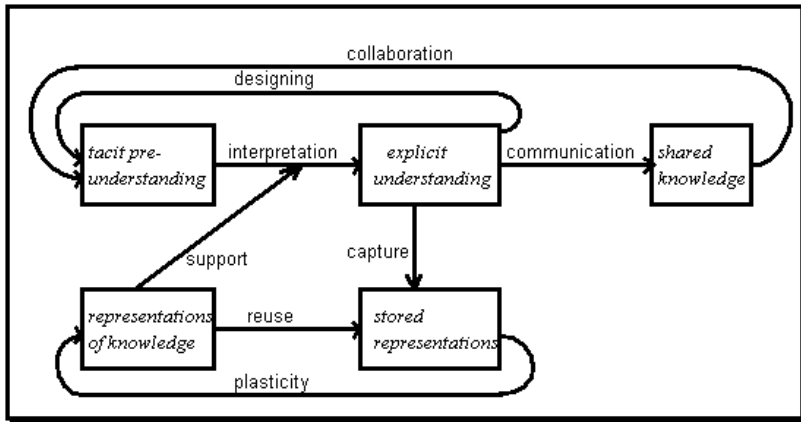 collaboration
designing
tacit pre-
understanding
interpretation
explicit
understanding
communication
shared
knowledge
support
capture
representations
of knowledge
reuse
stored
representations
plasticity